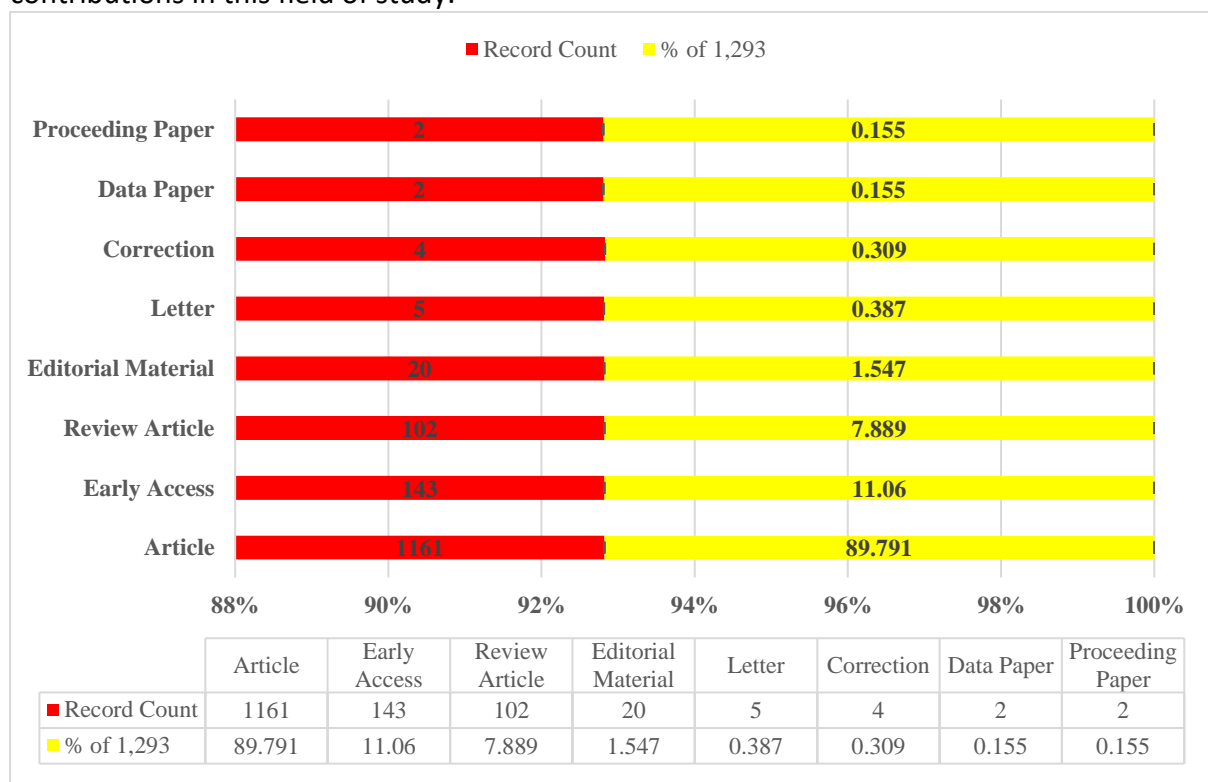 contributions in this field of study.
Record Count % of 1,293
Proceeding Paper 2 0.155
Data Paper 2 0.155
Correction 4 0.309
Letter 5 0.387
Editorial Material 20 1.547
Review Article 102 7.889
Early Access 143 11.06
Article 1161 89.791
88% 90% 92% 94% 96% 98% 100%
Article Early Access Review Article Editorial Material Letter Correction Data Paper Proceeding Paper
Record Count 1161 143 102 20 5 4 2 2
% of 1,293 89.791 11.06 7.889 1.547 0.387 0.309 0.155 0.155